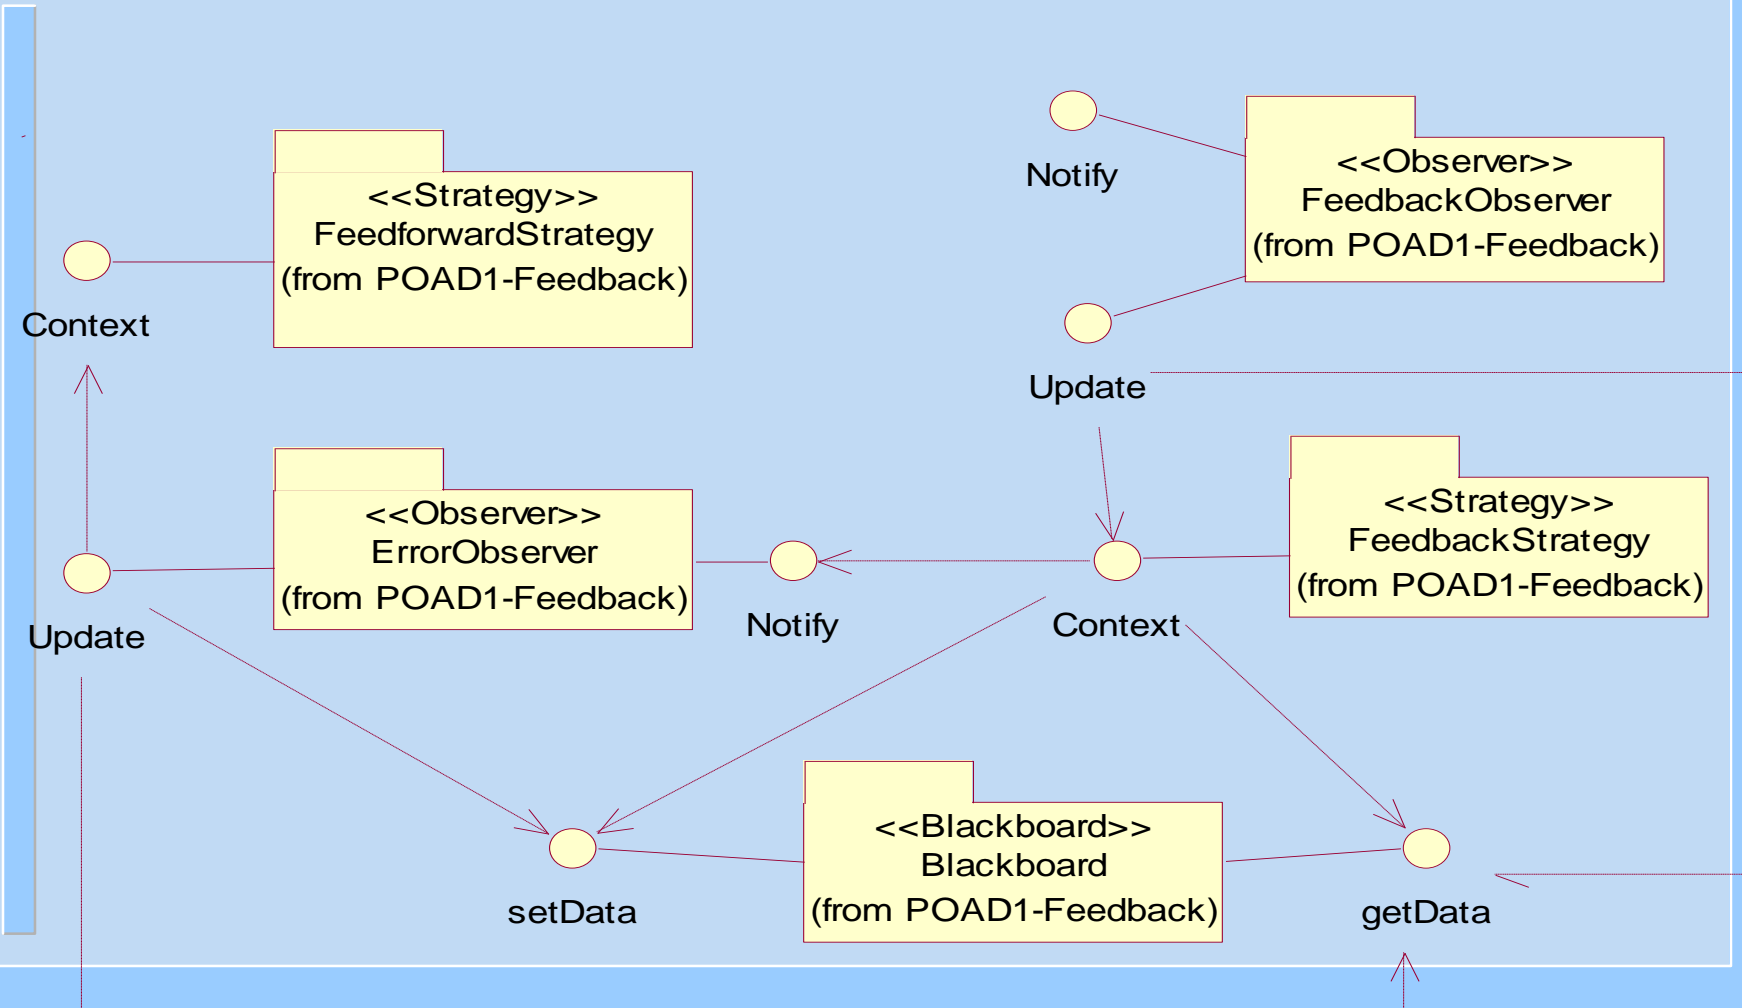 Notify
<<Observer>>
FeedbackObserver
(from POAD1-Feedback)
<<Strategy>>
FeedforwardStrategy
(from POAD1-Feedback)
Context
Update
<<Observer>>
ErrorObserver
(from POAD1-Feedback)
<<Strategy>>
FeedbackStrategy
(from POAD1-Feedback)
Update
Notify
Context
<<Blackboard>>
Blackboard
(from POAD1-Feedback)
setData
getData